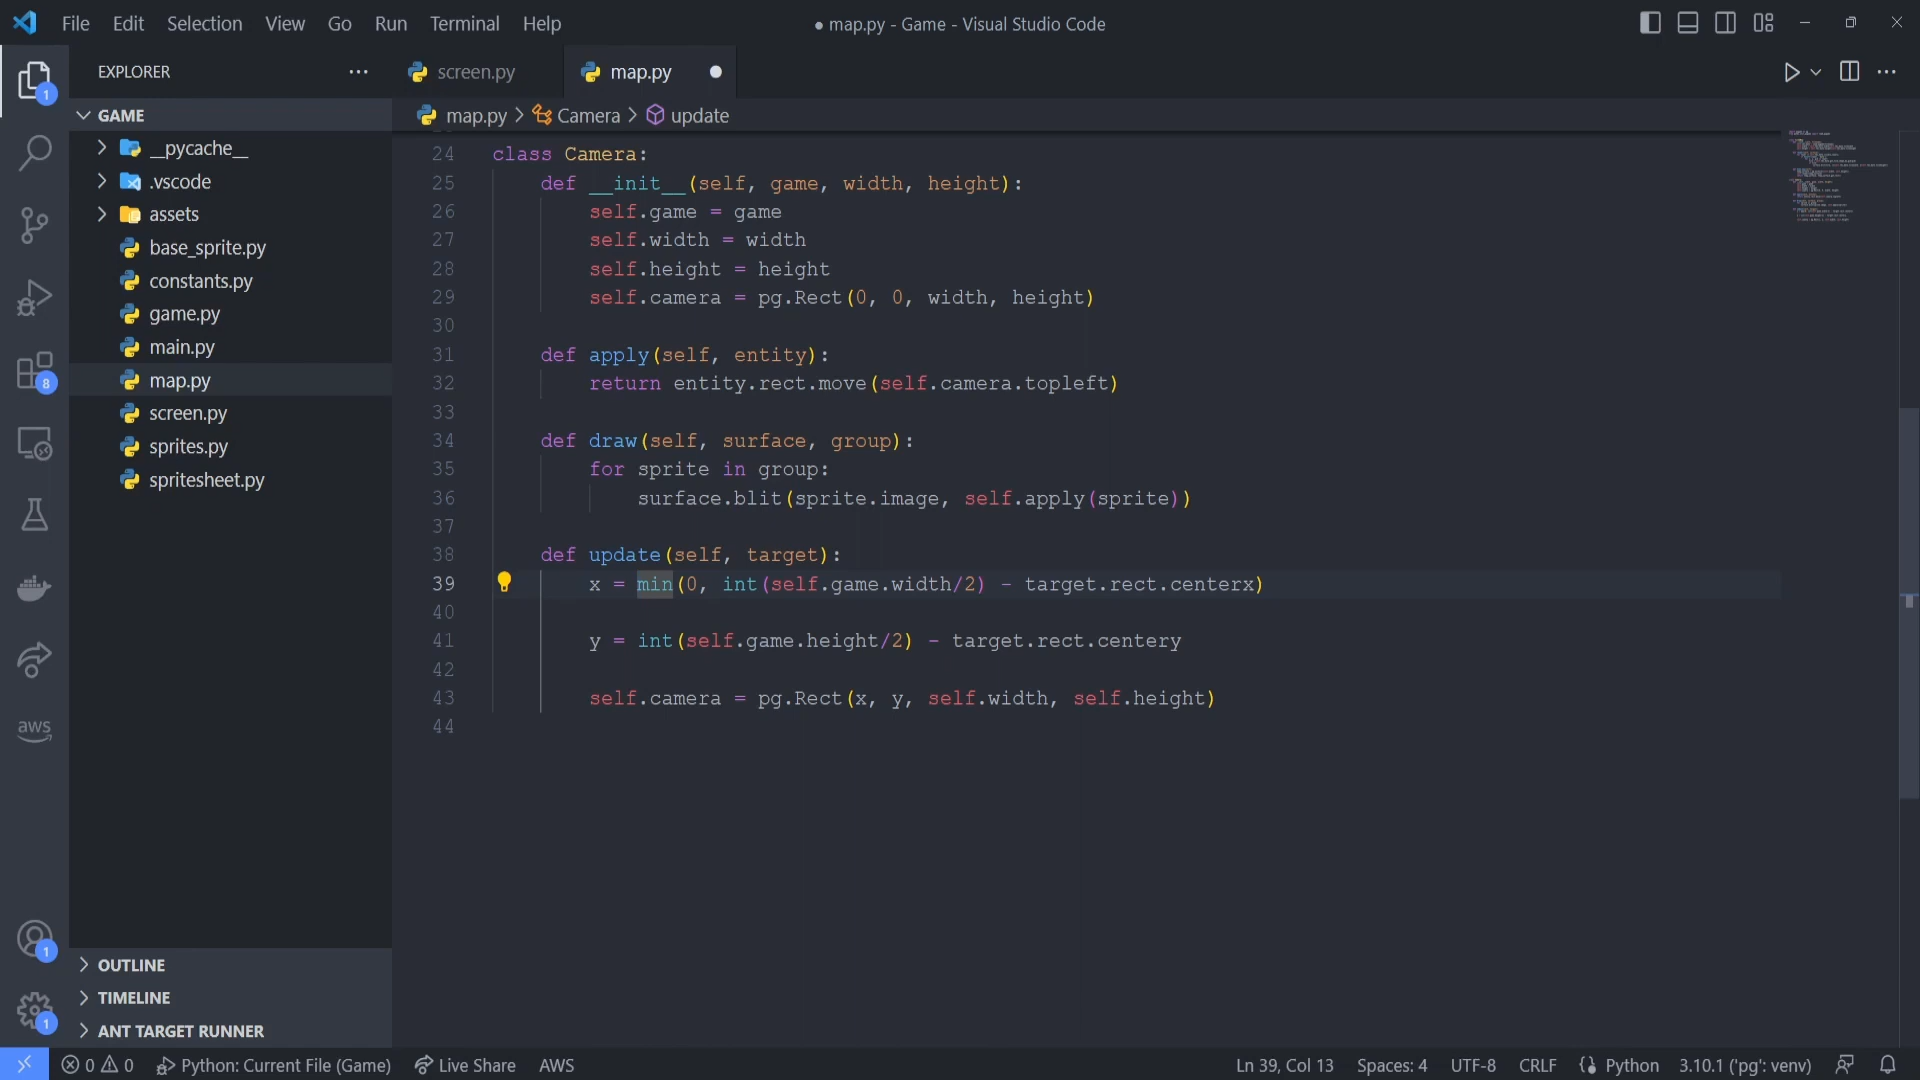 File Edit Selection View Go Run Terminal Help
● map.py - Game - Visual Studio Code
EXPLORER
GAME
__pycache__
.vscode
assets
base_sprite.py
constants.py
game.py
main.py
map.py
screen.py
sprites.py
spritesheet.py
OUTLINE
TIMELINE
ANT TARGET RUNNER
1
8
aws
1
1
screen.py map.py
map.py > Camera > update
24 class Camera:
25 def __init__(self, game, width, height):
26 self.game = game
27 self.width = width
28 self.height = height
29 self.camera = pg.Rect(0, 0, width, height)
30
31 def apply(self, entity):
32 return entity.rect.move(self.camera.topleft)
33
34 def draw(self, surface, group):
35 for sprite in group:
36 surface.blit(sprite.image, self.apply(sprite))
37
38 def update(self, target):
39 x = min(0, int(self.game.width/2) - target.rect.centerx)
40
41 y = int(self.game.height/2) - target.rect.centery
42
43 self.camera = pg.Rect(x, y, self.width, self.height)
44
0 0 Python: Current File (Game) Live Share AWS
Ln 39, Col 13 Spaces: 4 UTF-8 CRLF Python 3.10.1 ('pg': venv)